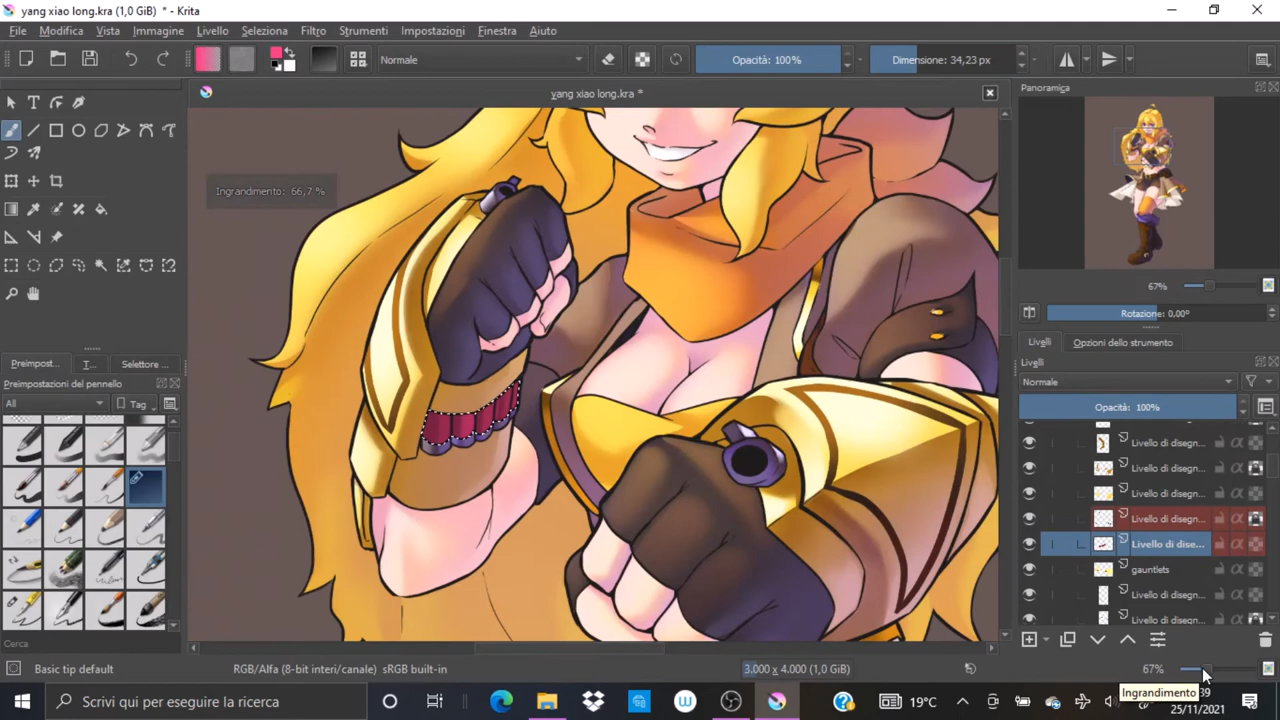 yang xiao long.kra (1,0 GiB) * - Krita
File Modifica Vista Immagine Livello Seleziona Filtro Strumenti Impostazioni Finestra Aiuto
Normale
Opacità: 100%
Dimensione: 34,23 px
yang xiao long.kra *
Panoramica
Ingrandimento: 66,7 %
67%
Rotazione: 0,00°
Livelli Opzioni dello strumento
Livelli
Normale
Opacità: 100%
Livello di disegn...
Livello di disegn...
Livello di disegn...
Livello di disegn...
Livello di dise...
gauntlets
Livello di disegn...
Livello di disegn...
Preimpost... T... Selettore ...
Preimpostazioni del pennello
All
Tag
Cerca
Basic tip default
RGB/Alfa (8-bit interi/canale) sRGB built-in
3.000 x 4.000 (1,0 GiB)
67%
Ingrandimento
Scrivi qui per eseguire la ricerca
19°C
39
25/11/2021